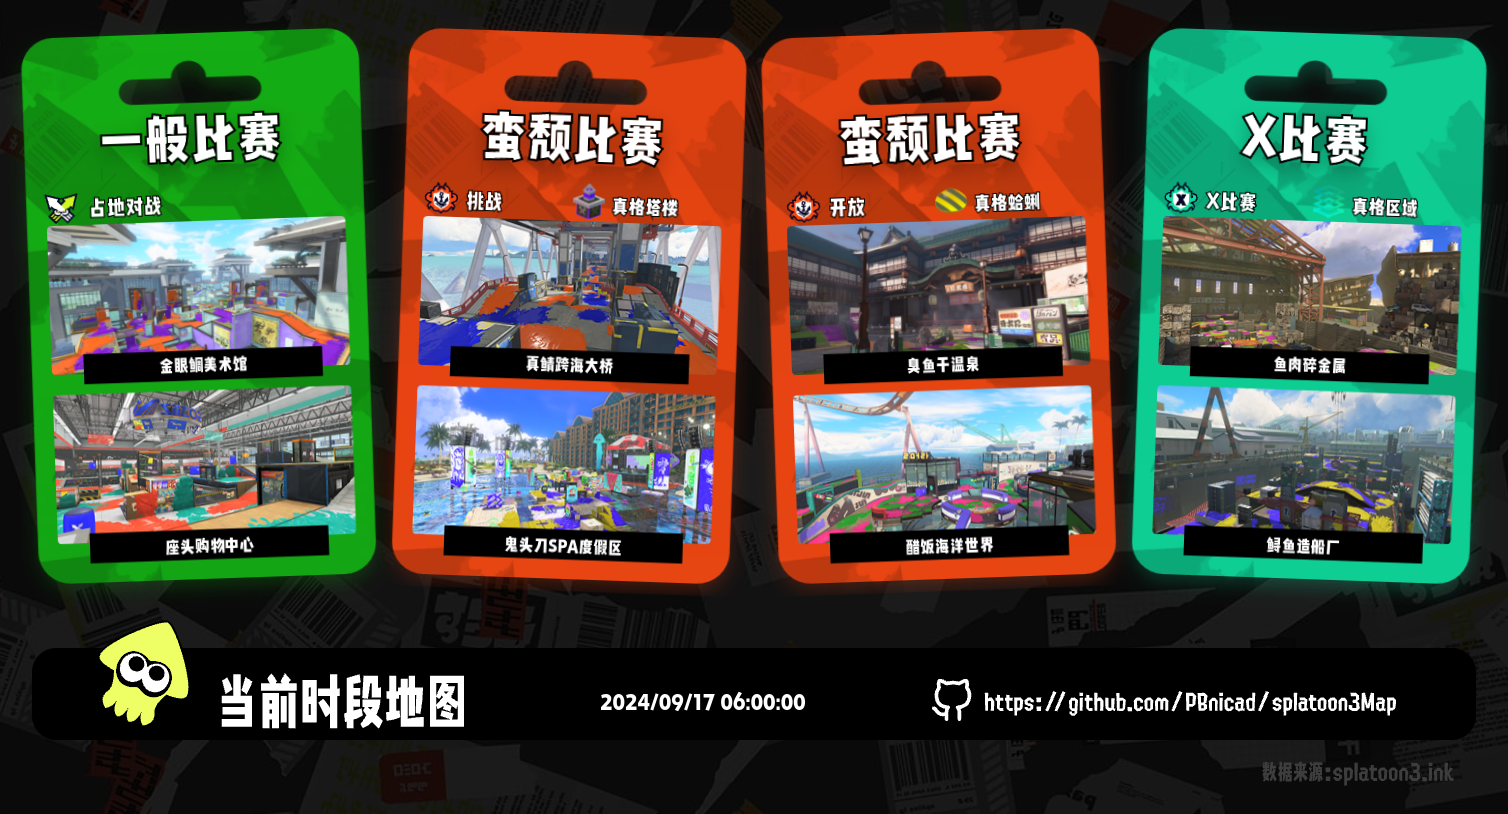 一般比赛
占地对战
金眼鲷美术馆
座头购物中心
蛮颓比赛
挑战
真格塔楼
真鲭跨海大桥
鬼头刀SPA度假区
蛮颓比赛
开放
真格蛤蜊
臭鱼干温泉
醋饭海洋世界
X比赛
X比赛
真格区域
鱼肉碎金属
鲟鱼造船厂
当前时段地图
2024/09/17 06:00:00
https://github.com/PBnicad/splatoon3Map
数据来源:splatoon3.ink